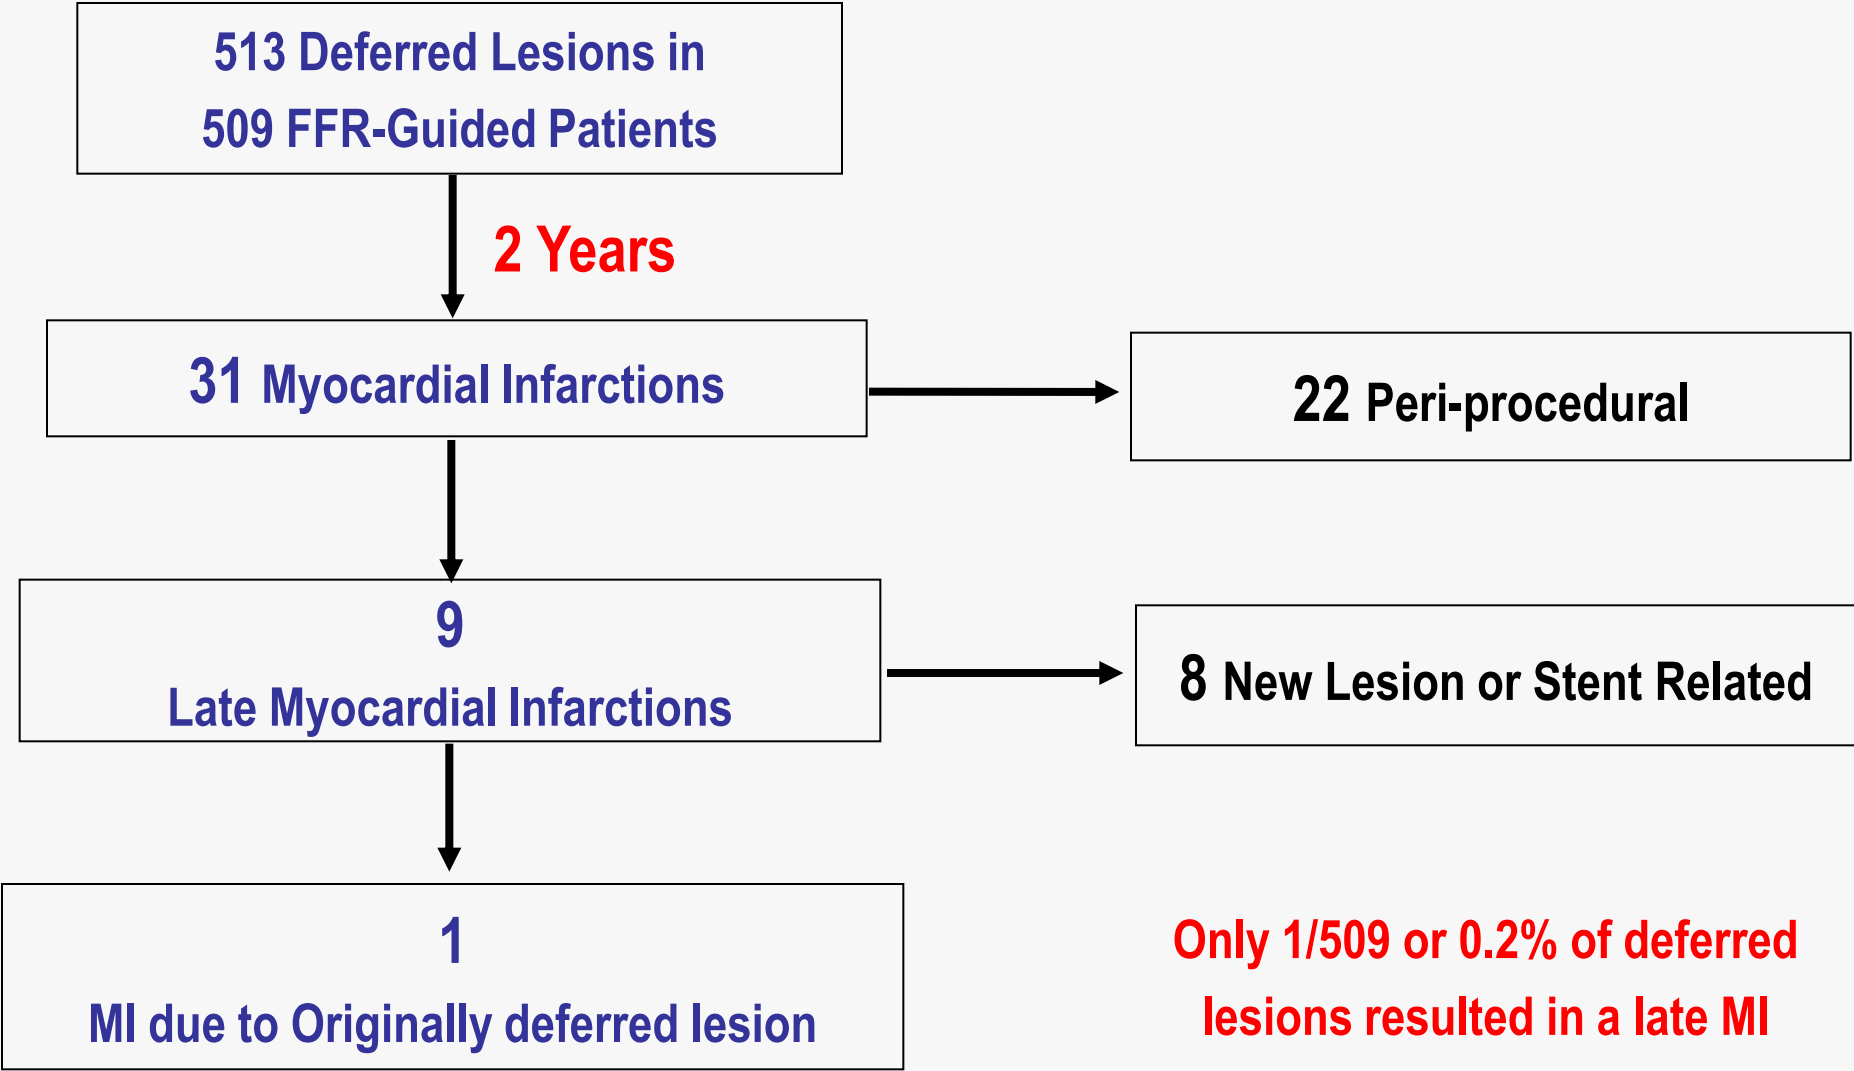 513 Deferred Lesions in
509 FFR-Guided Patients
2 Years
31 Myocardial Infarctions
22 Peri-procedural
9
Late Myocardial Infarctions
8 New Lesion or Stent Related
1
MI due to Originally deferred lesion
Only 1/509 or 0.2% of deferred
lesions resulted in a late MI